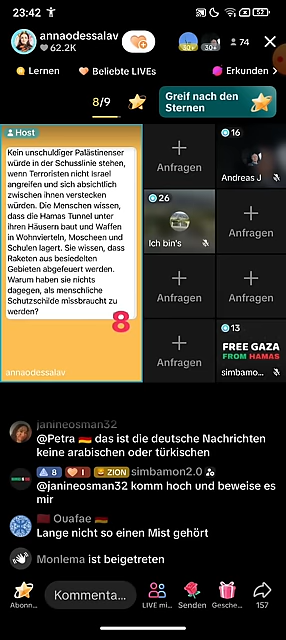 23:42
52
annaodessalav
62.2K
30+
30+
74
Lernen
Beliebte LIVEs
Erkunden
8/9
Greif nach den
Sternen
Host
Kein unschuldiger Palästinenser
würde in der Schusslinie stehen,
wenn Terroristen nicht Israel
angreifen und sich absichtlich
zwischen ihnen verstecken
würden. Die Menschen wissen,
dass die Hamas Tunnel unter
ihren Häusern baut und Waffen
in Wohnvierteln, Moscheen und
Schulen lagert. Sie wissen, dass
Raketen aus besiedelten
Gebieten abgefeuert werden.
Warum haben sie nichts
dagegen, als menschliche
Schutzschilde missbraucht zu
werden?
8
annaodessalav
Anfragen
16
Andreas J
26
Ich bin's
Anfragen
Anfragen
Anfragen
Anfragen
13
FREE GAZA
FROM HAMAS
simbamo...
janineosman32
@Petra 🇩🇪 das ist die deutsche Nachrichten
keine arabischen oder türkischen
8 1 ZION simbamon2.0
@janineosman32 komm hoch und beweise es
mir
🇲🇦 Ouafae 🇩🇪
Lange nicht so einen Mist gehört
Monlema ist beigetreten
Kommenta...
Abonn...
LIVE mi...
Senden
Gesche...
157